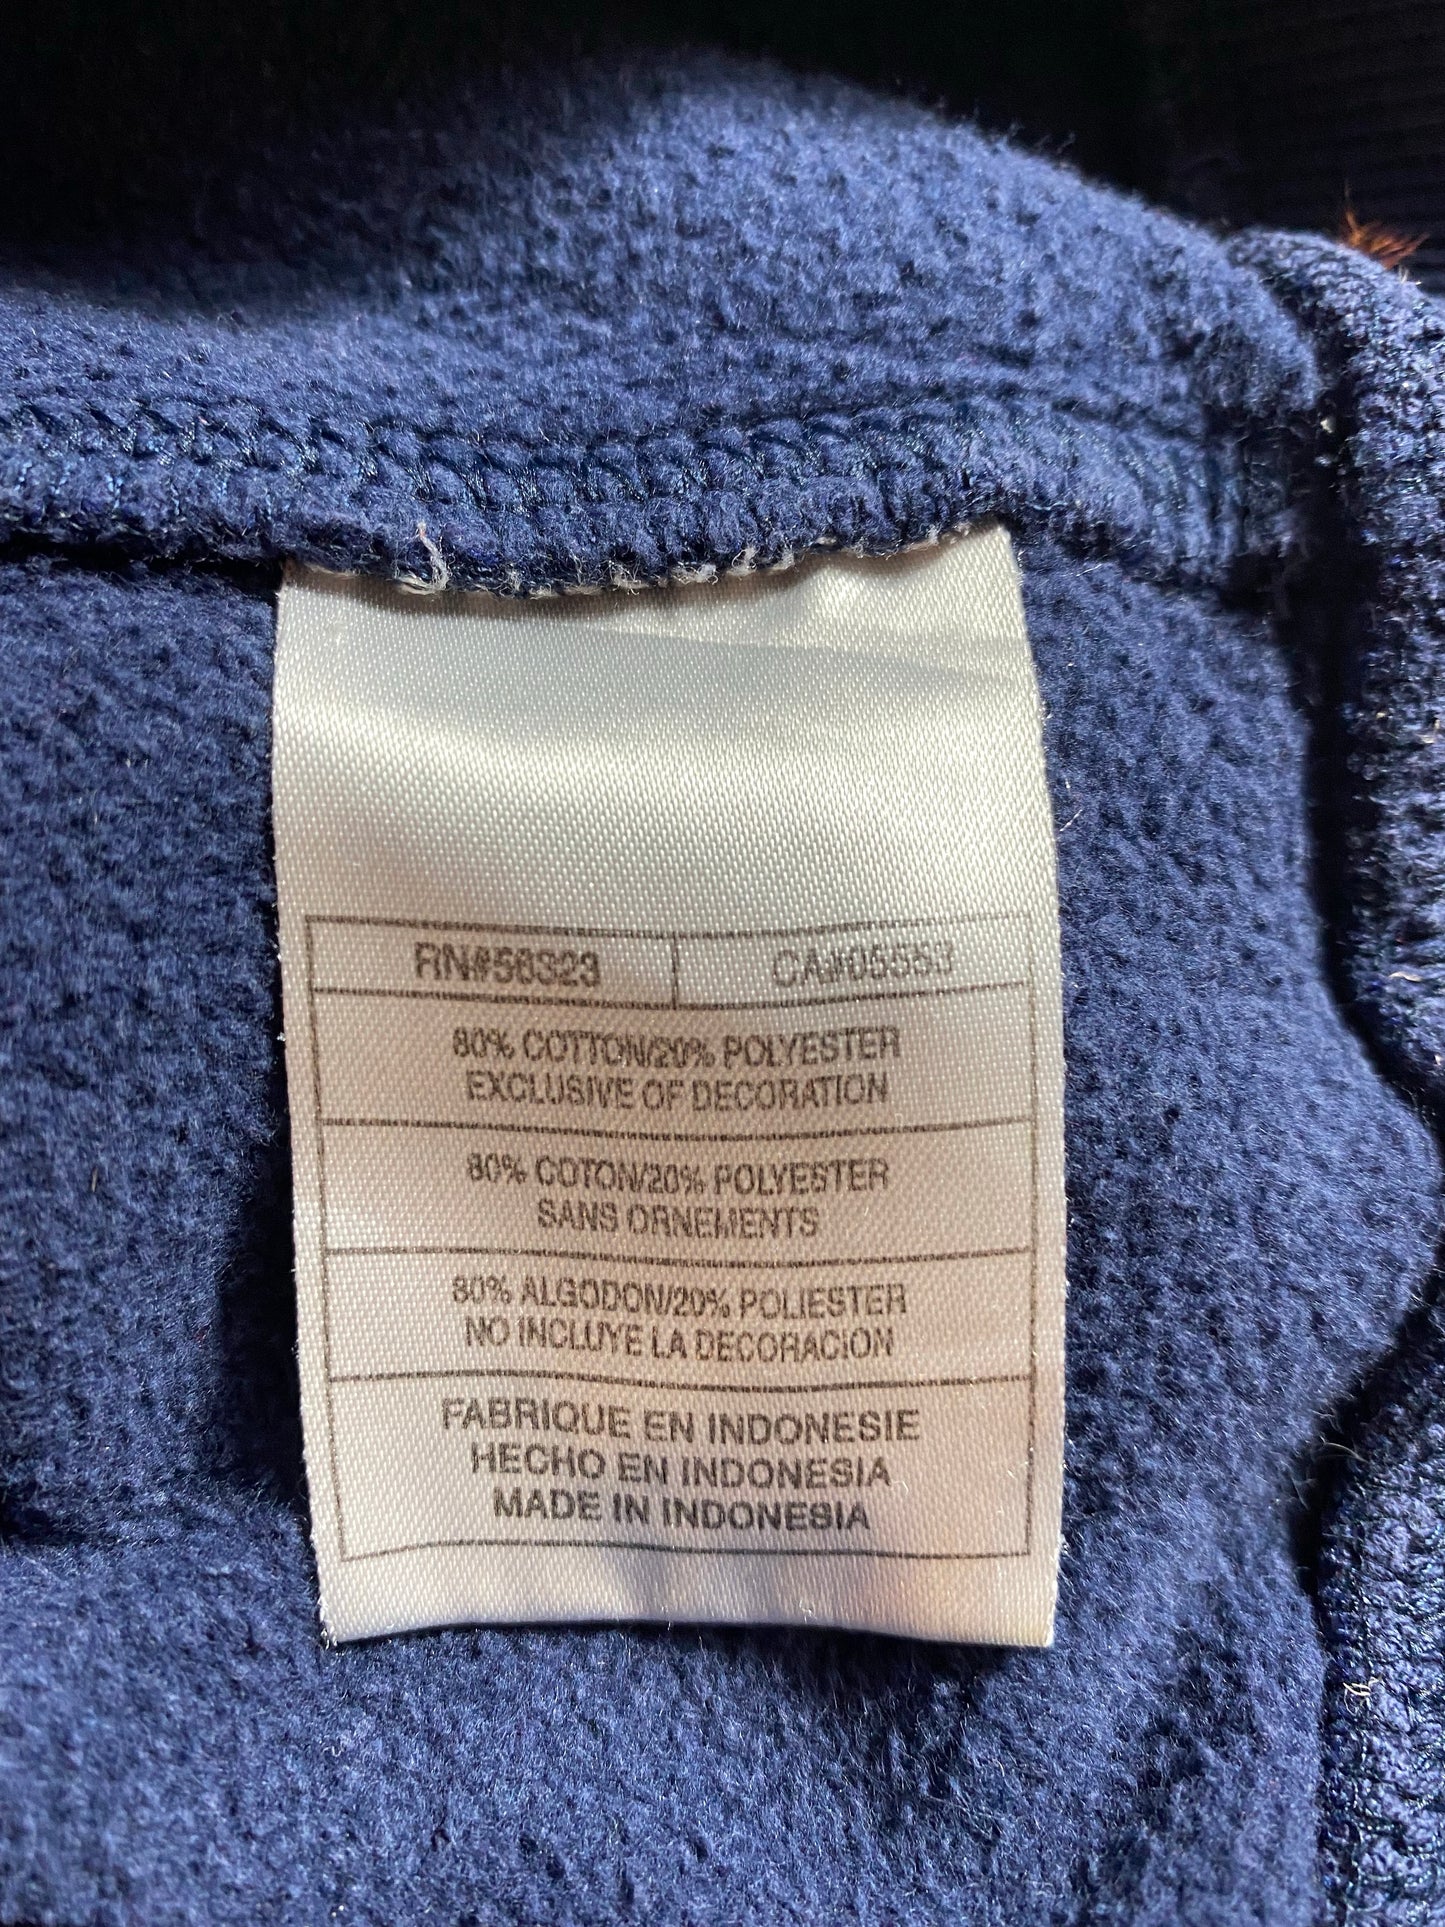 RN#56323 CA#05553
80% COTTON/20% POLYESTER
EXCLUSIVE OF DECORATION
80% COTON/20% POLYESTER
SANS ORNEMENTS
80% ALGODON/20% POLIESTER
NO INCLUYE LA DECORACION
FABRIQUE EN INDONESIE
HECHO EN INDONESIA
MADE IN INDONESIA